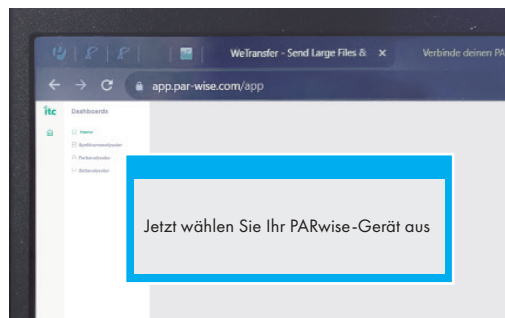 WeTransfer - Send Large Files & ×
Verbinde deinen PA
app.par-wise.com/app
itc
Dashboards
Home
Jetzt wählen Sie Ihr PARwise-Gerät aus